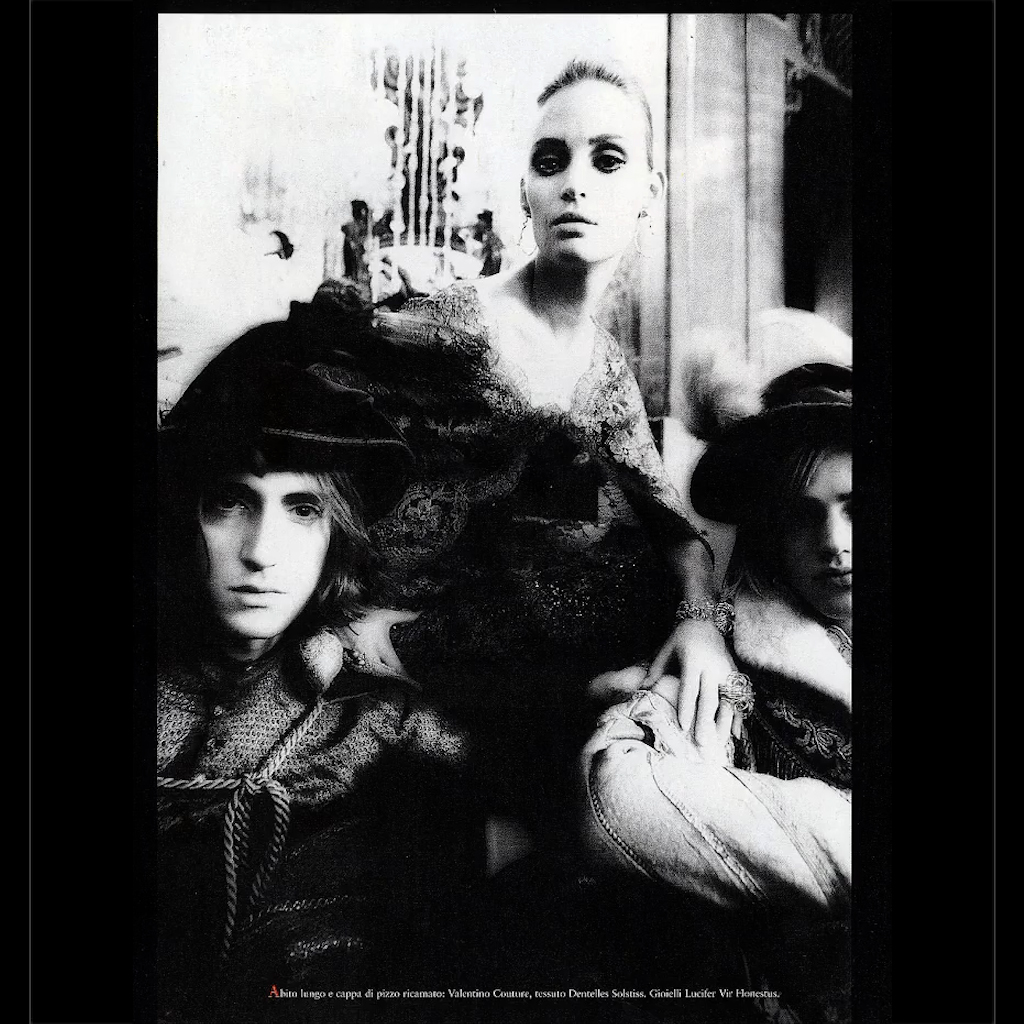 Abito lungo e cappa di pizzo ricamato: Valentino Couture, tessuto Dentelles Solstiss. Gioielli Lucifer Vir Honestus.